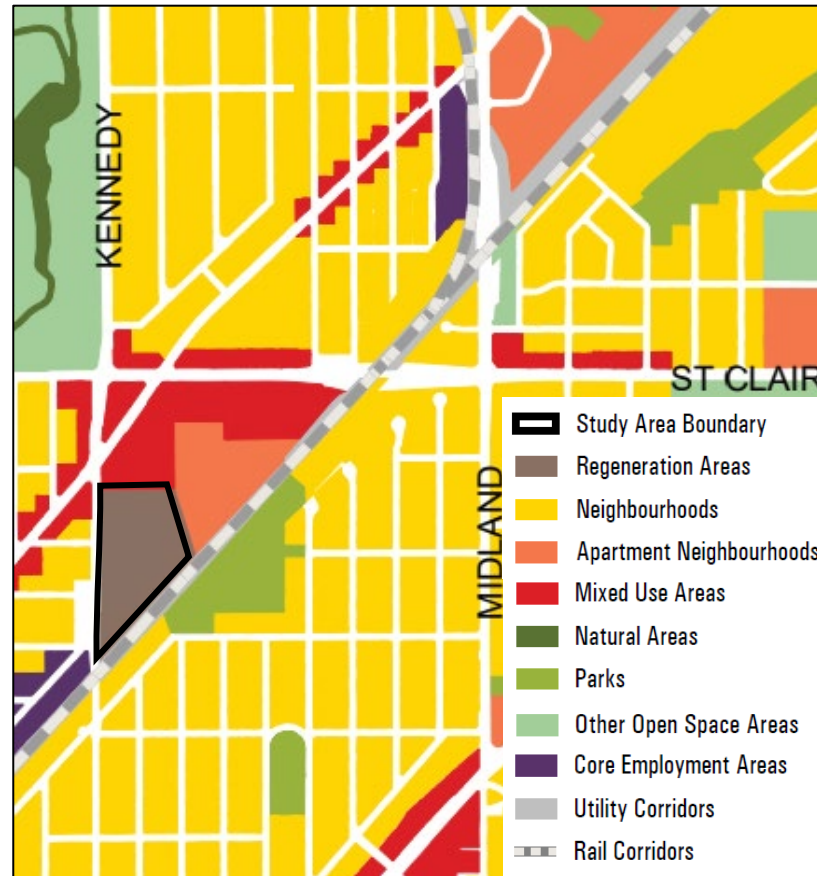 KENNEDY
ST CLAIR
MIDLAND
Study Area Boundary
Regeneration Areas
Neighbourhoods
Apartment Neighbourhoods
Mixed Use Areas
Natural Areas
Parks
Other Open Space Areas
Core Employment Areas
Utility Corridors
Rail Corridors